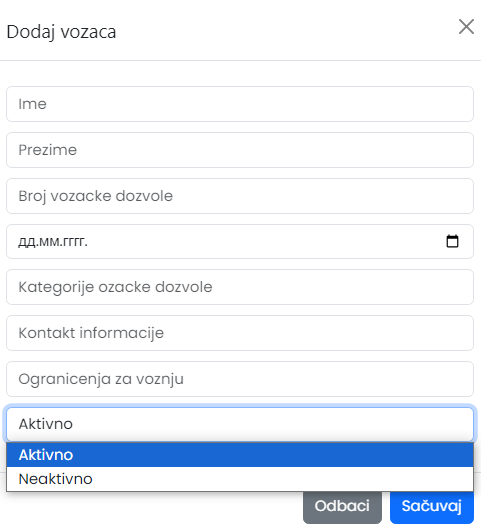 Dodaj vozaca
Ime
Prezime
Broj vozacke dozvole
дд.мм.гггг.
Kategorije ozacke dozvole
Kontakt informacije
Ogranicenja za voznju
Aktivno
Aktivno
Neaktivno
Odbaci Sačuvaj